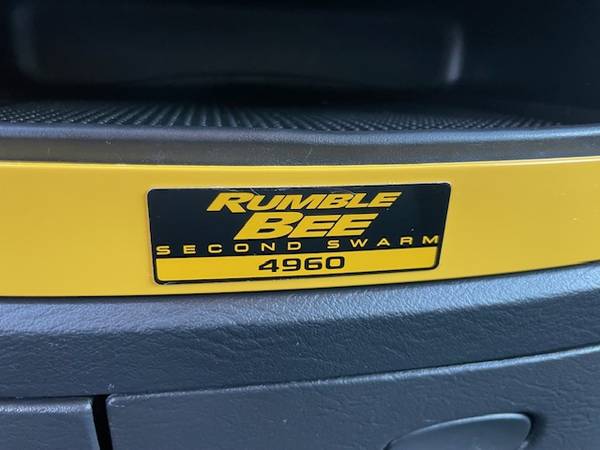 RUMBLE
BEE
SECOND SWARM
4960